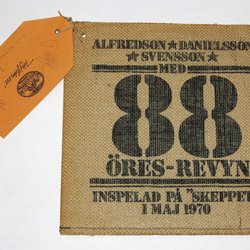 ALFREDSON ★ DANIELSSON
★ SVENSSON ★
MED
88
ÖRES-REVYN
INSPELAD PÅ "SKEPPET"
I MAJ 1970